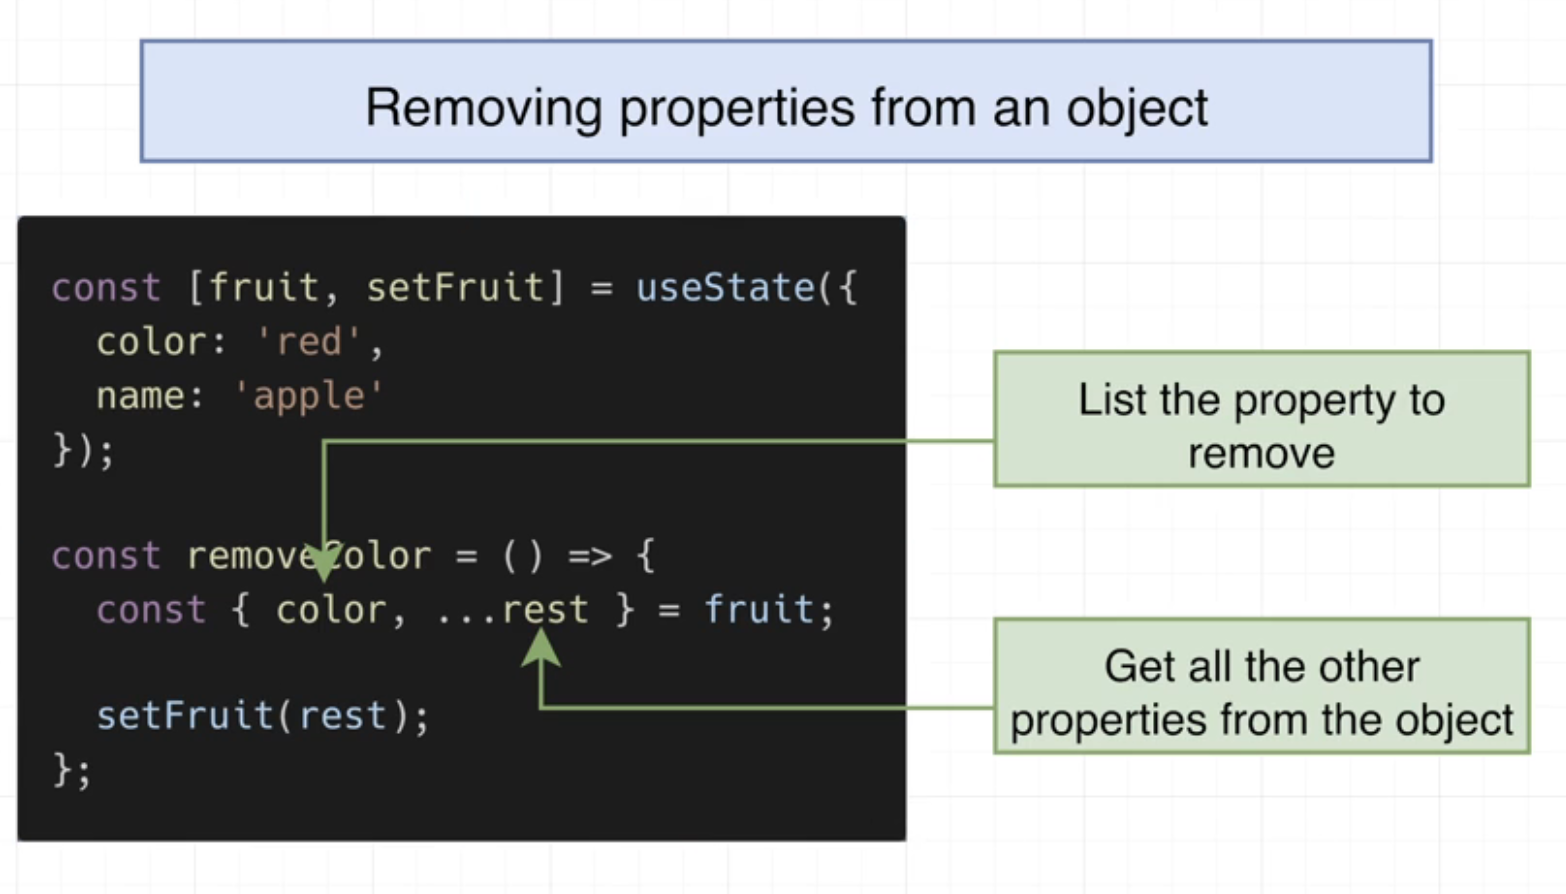 Removing properties from an object
const [fruit, setFruit] = useState({
  color: 'red',
  name: 'apple'
});
const removeColor = () => {
  const { color, ...rest } = fruit;
  setFruit(rest);
};
List the property to
remove
Get all the other
properties from the object